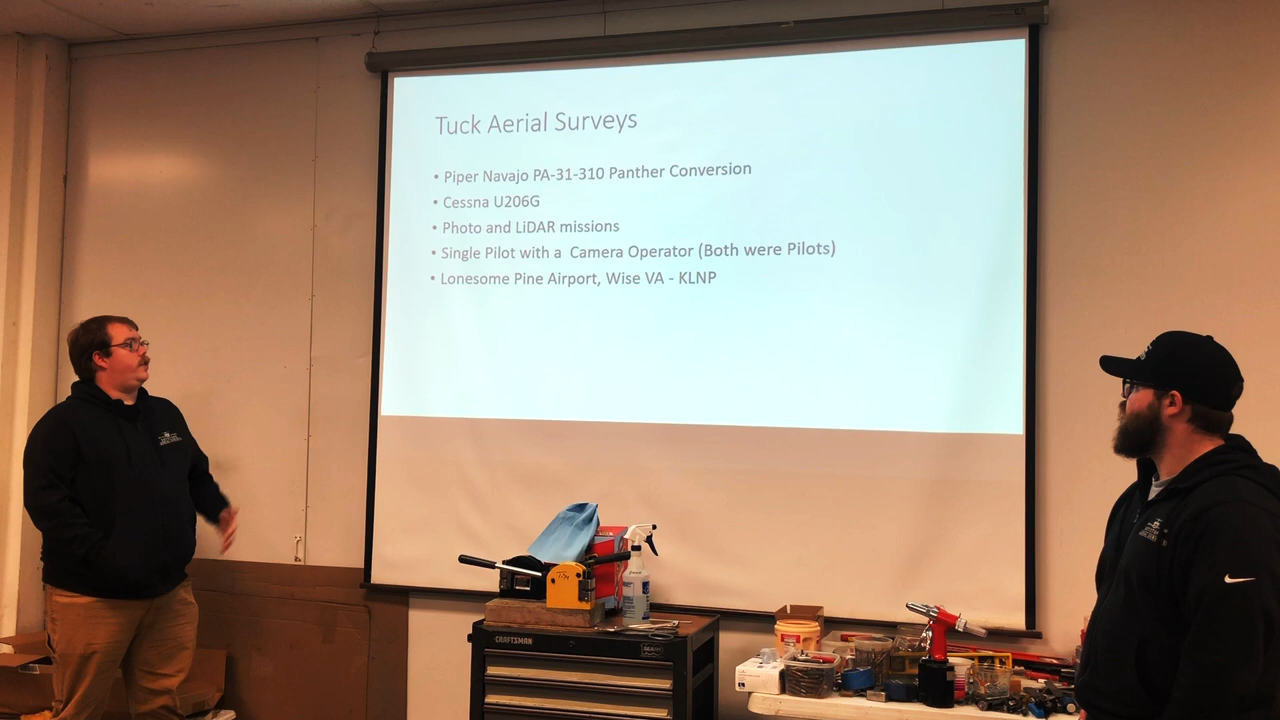 Tuck Aerial Surveys
• Piper Navajo PA-31-310 Panther Conversion
• Cessna U206G
• Photo and LiDAR missions
• Single Pilot with a Camera Operator (Both were Pilots)
• Lonesome Pine Airport, Wise VA - KLNP
CRAFTSMAN
SEARS